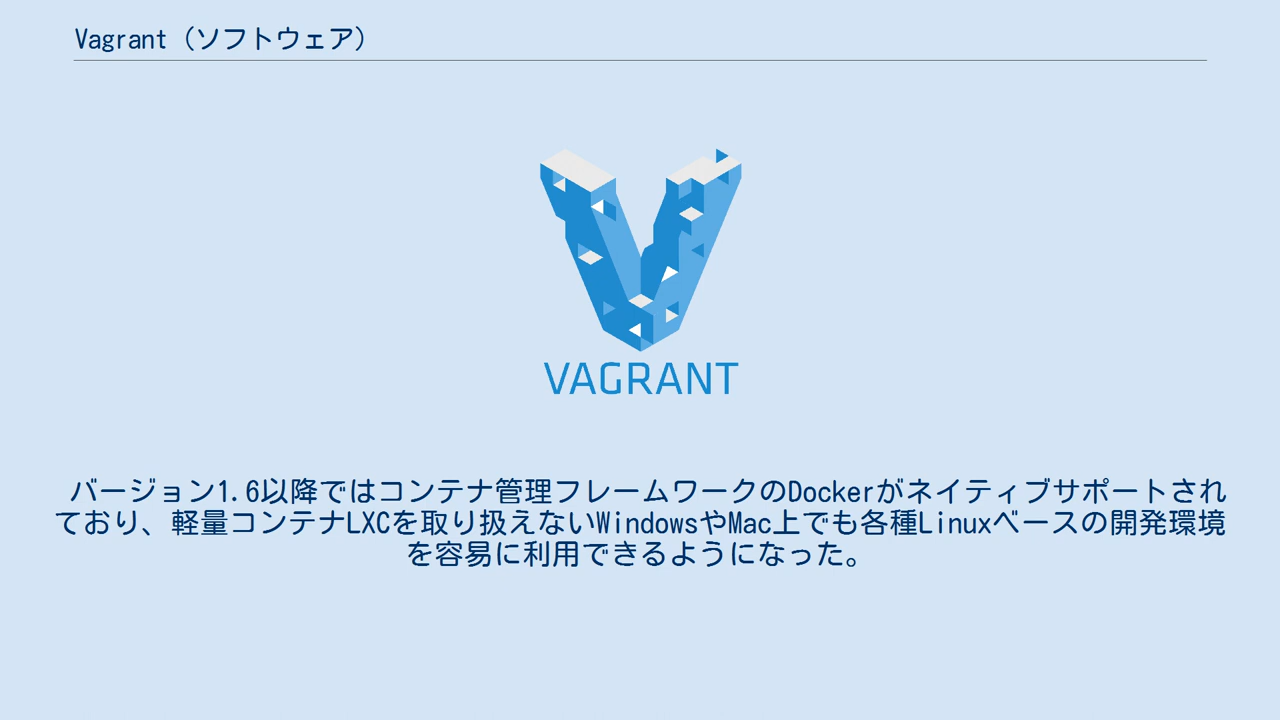 Vagrant（ソフトウェア）
VAGRANT
バージョン1.6以降ではコンテナ管理フレームワークのDockerがネイティブサポートされ
ており、軽量コンテナLXCを取り扱えないWindowsやMac上でも各種Linuxベースの開発環境
を容易に利用できるようになった。